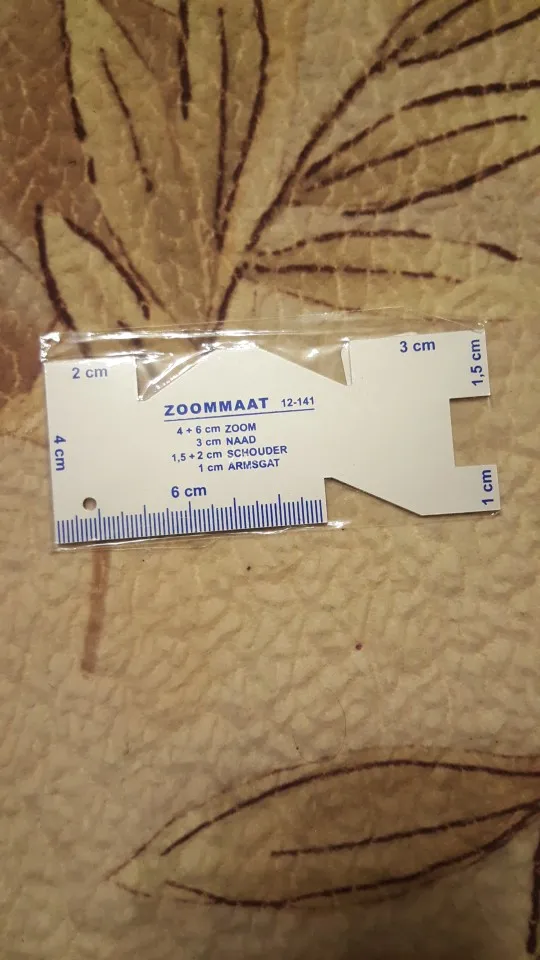 3 cm
2 cm
1,5 cm
ZOOMMAAT 12-141
4 + 6 cm ZOOM
3 cm NAAD
1,5 + 2 cm SCHOUDER
1 cm ARMSGAT
4 cm
6 cm
1 cm